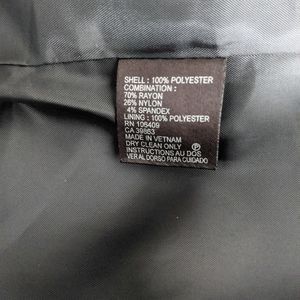 SHELL : 100% POLYESTER
COMBINATION :
70% RAYON
26% NYLON
4% SPANDEX
LINING : 100% POLYESTER
RN 106409
CA 39863
MADE IN VIETNAM
DRY CLEAN ONLY
INSTRUCTIONS AU DOS
VER AL DORSO PARA CUIDADO